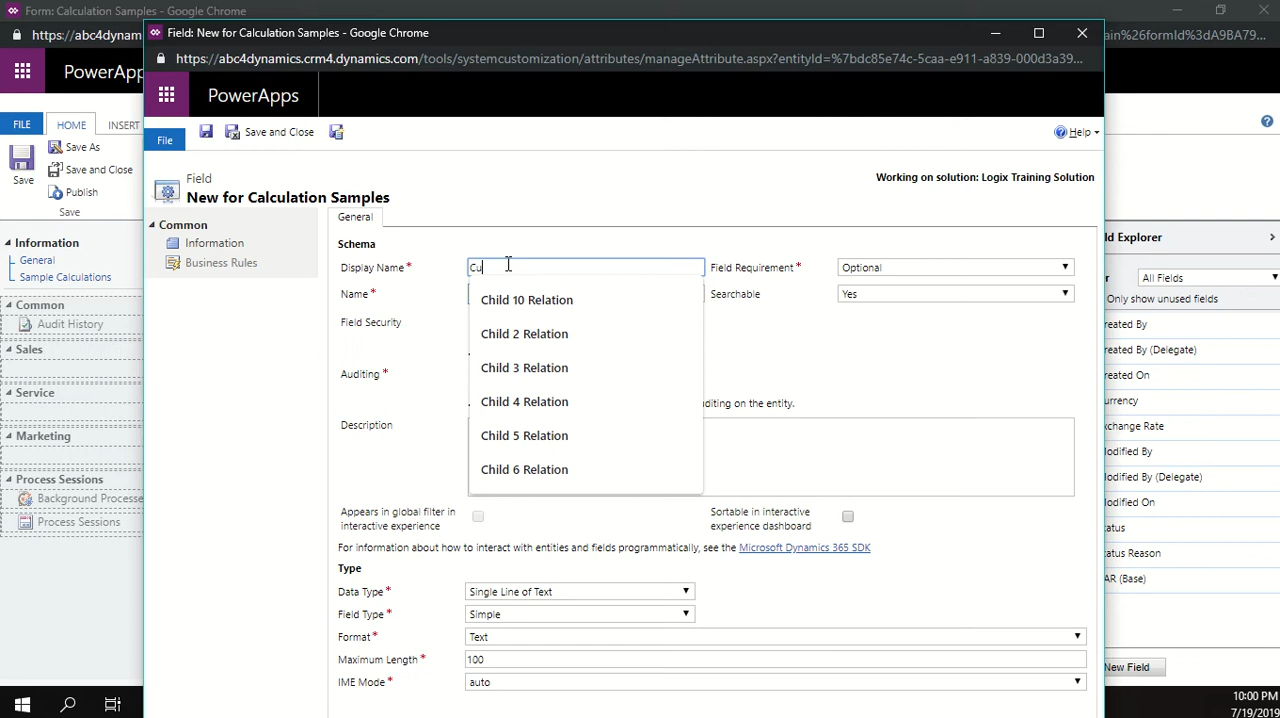 Form: Calculation Samples - Google Chrome
https://abc4dynam
ain%26formId%3dA9BA79...
Field: New for Calculation Samples - Google Chrome
https://abc4dynamics.crm4.dynamics.com/tools/systemcustomization/attributes/manageAttribute.aspx?entityId=%7bdc85e74c-5caa-e911-a839-000d3a39...
PowerApp
PowerApps
FILE HOME INSERT
File Save and Close Help
Save
Save As
Save and Close
Publish
Save
Field
New for Calculation Samples
Working on solution: Logix Training Solution
Common
Information
Business Rules
Information
General
Sample Calculations
Common
Audit History
Sales
Service
Marketing
Process Sessions
Background Processe
Process Sessions
General
Schema
Display Name * Cu Field Requirement * Optional
Name * Searchable Yes
Field Security
Auditing *
uditing on the entity.
Description
Child 10 Relation
Child 2 Relation
Child 3 Relation
Child 4 Relation
Child 5 Relation
Child 6 Relation
Appears in global filter in
interactive experience
Sortable in interactive
experience dashboard
For information about how to interact with entities and fields programmatically, see the Microsoft Dynamics 365 SDK
Type
Data Type * Single Line of Text
Field Type * Simple
Format * Text
Maximum Length * 100
IME Mode * auto
ld Explorer
r All Fields
Only show unused fields
reated By
reated By (Delegate)
reated On
urrency
xchange Rate
odified By
odified By (Delegate)
odified On
tatus
tatus Reason
AR (Base)
New Field
10:00 PM
7/19/2019